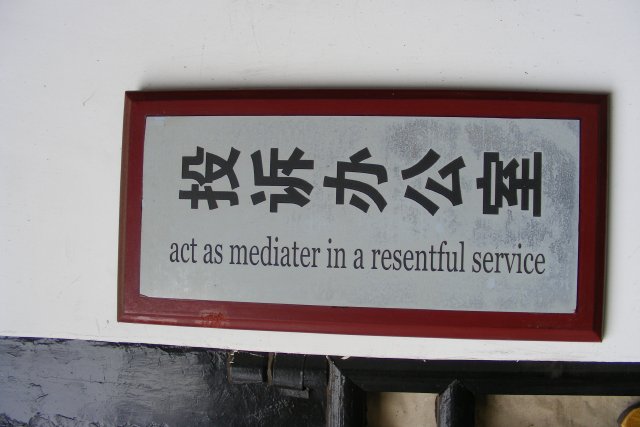 投诉办公室
act as mediater in a resentful service